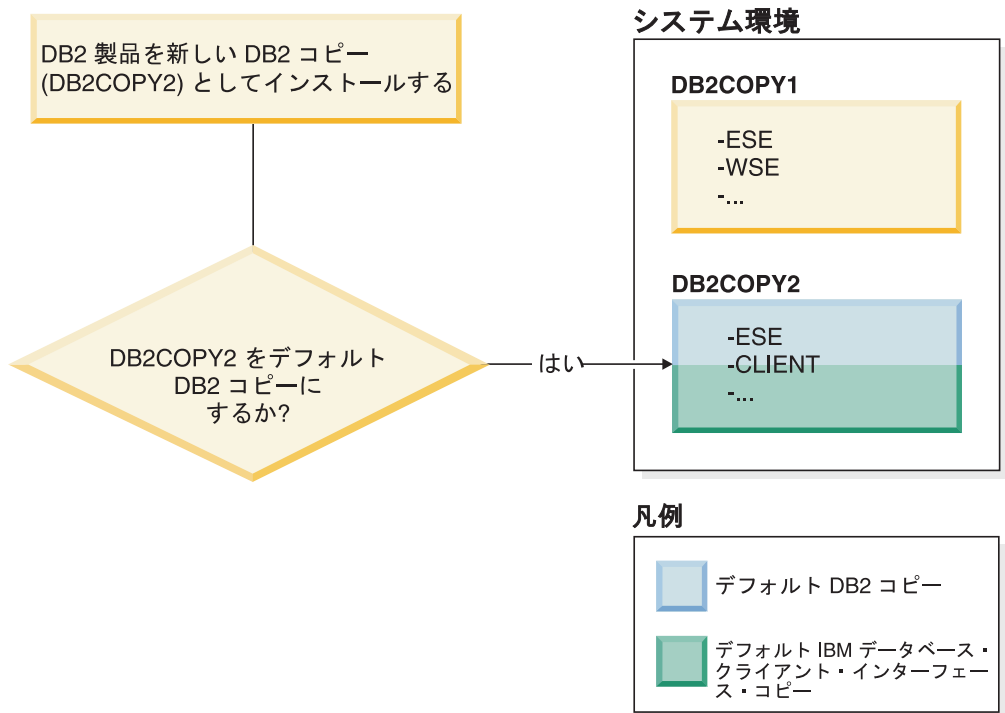 DB2 製品を新しい DB2 コピー
(DB2COPY2) としてインストールする
DB2COPY2 をデフォルト
DB2 コピーに
するか?
はい
システム環境
DB2COPY1
-ESE
-WSE
-...
DB2COPY2
-ESE
-CLIENT
-...
凡例
デフォルト DB2 コピー
デフォルト IBM データベース・
クライアント・インターフェー
ス・コピー